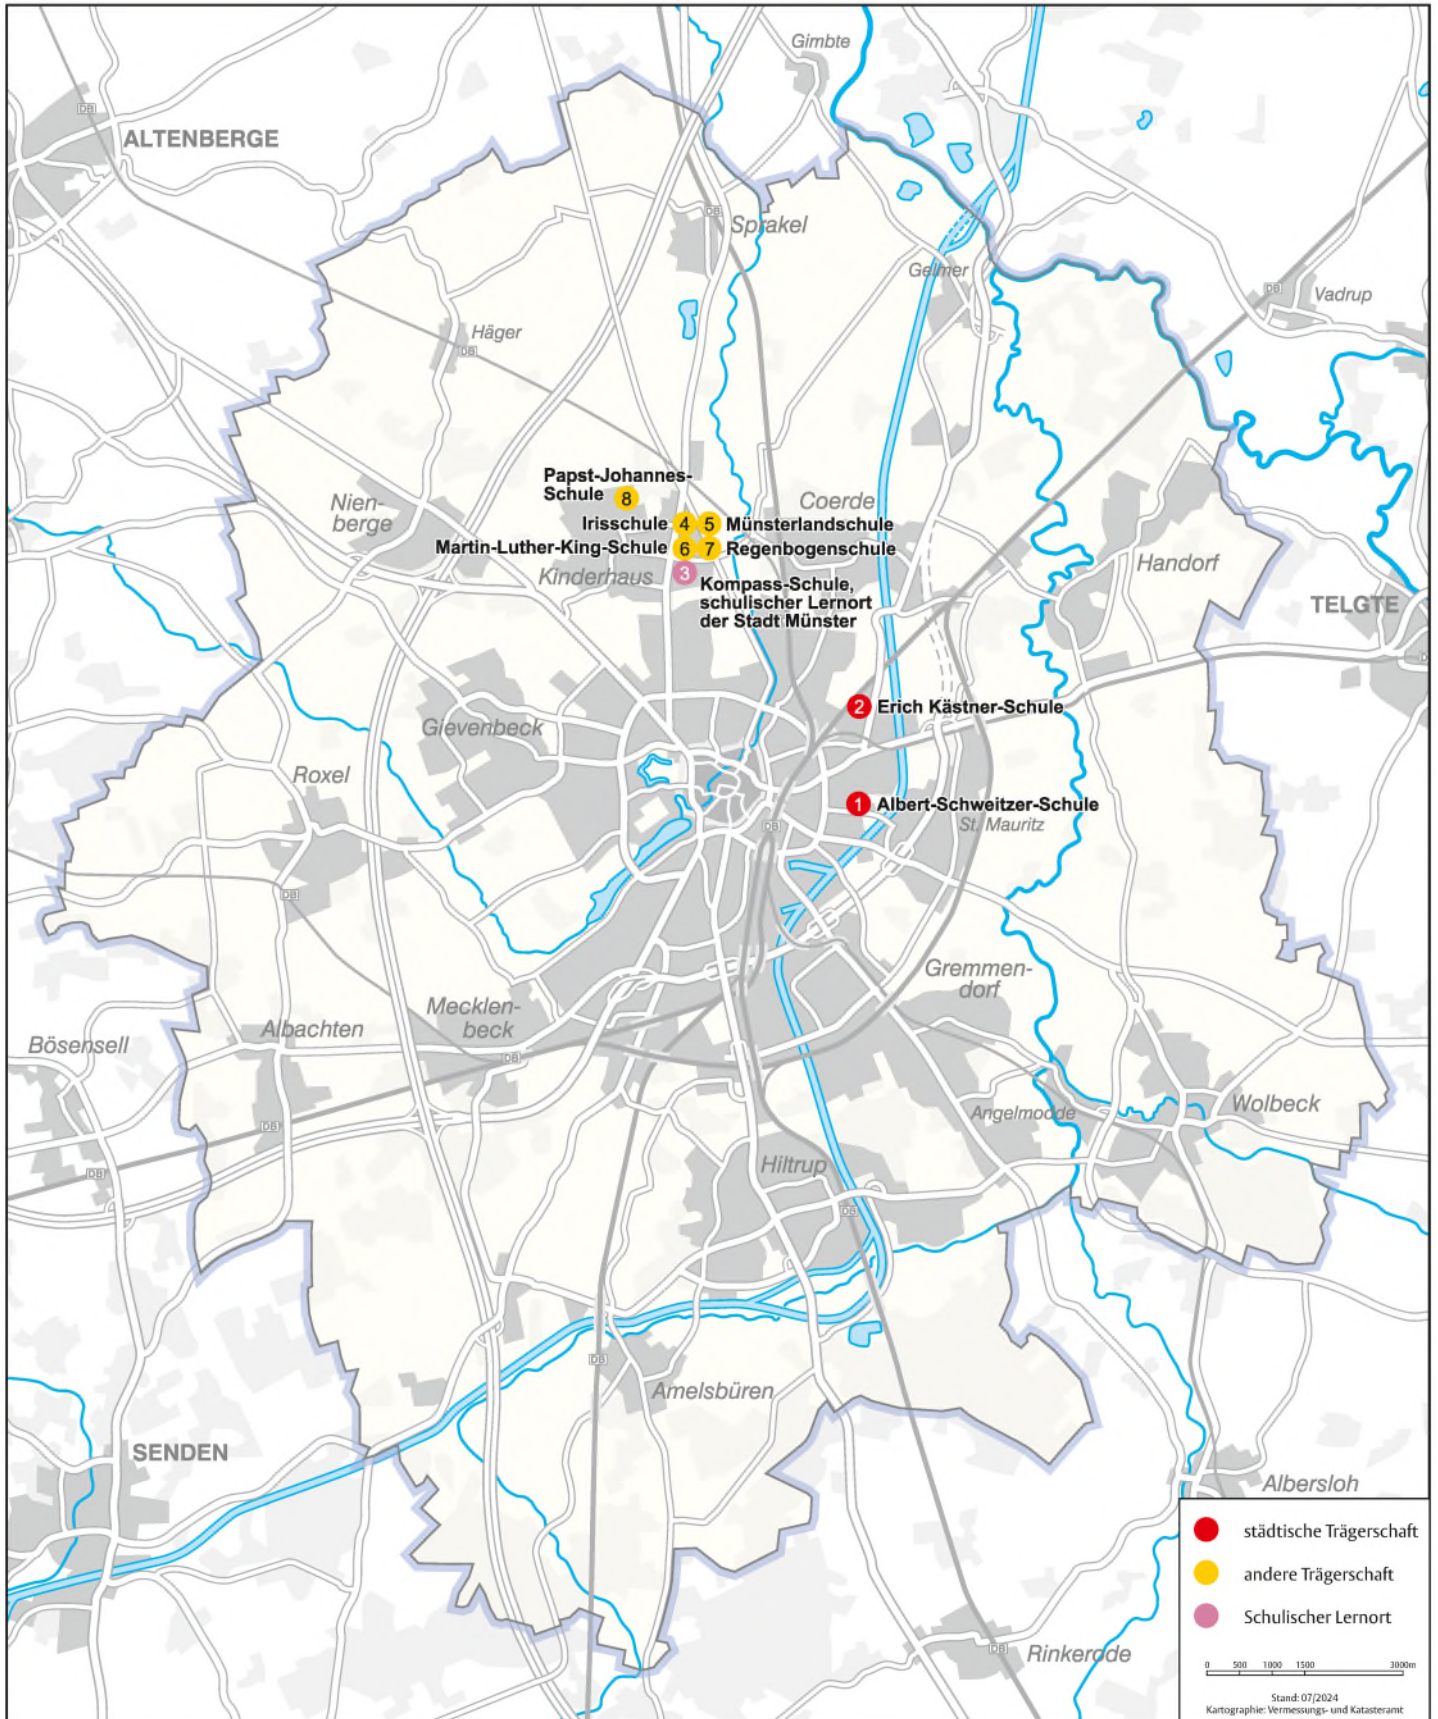 Gimbte
DB
ALTENBERGE
DB
Sprakel
Gelmer
DB
Vadrup
Häger
DB
Papst-Johannes-
Schule 8
Nien-
berge
Coerde
Irisschule 4 5 Münsterlandschule
Martin-Luther-King-Schule 6 7 Regenbogenschule
Handorf
Kinderhaus 3
Kompass-Schule,
schulischer Lernort
der Stadt Münster
TELGTE
Gievenbeck
2 Erich Kästner-Schule
Roxel
1 Albert-Schweitzer-Schule
DB
St. Mauritz
DB
Gremmen-
dorf
Mecklen-
beck
Albachten
Bösensell
DB
Angelmodde
Wolbeck
DB
Hiltrup
DB
DB
DB
Amelsbüren
SENDEN
Albersloh
städtische Trägerschaft
andere Trägerschaft
Schulischer Lernort
Rinkerode
DB
0 500 1000 1500 3000m
Stand: 07/2024
Kartographie: Vermessungs- und Katasteramt